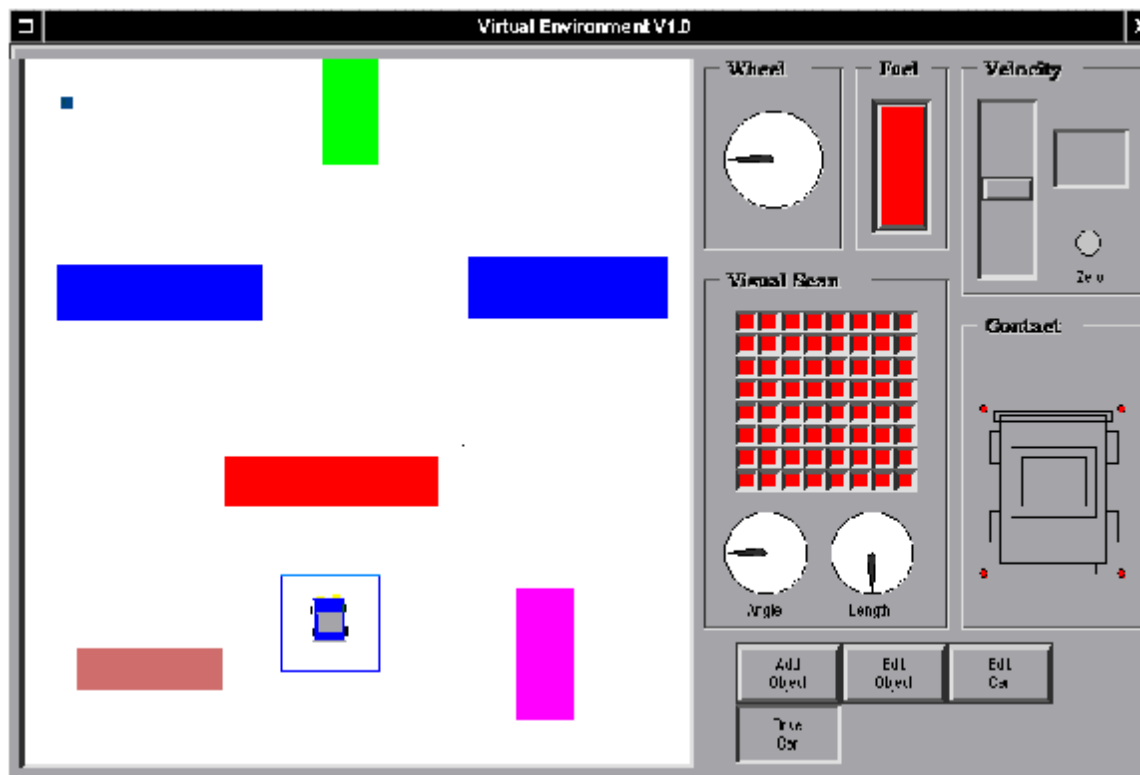 Virtual Environment V1.0
Wheel
Fuel
Velocity
Zero
Visual Scan
Contact
Angle
Length
Add
Object
Edit
Object
Edit
Car
Drive
Car